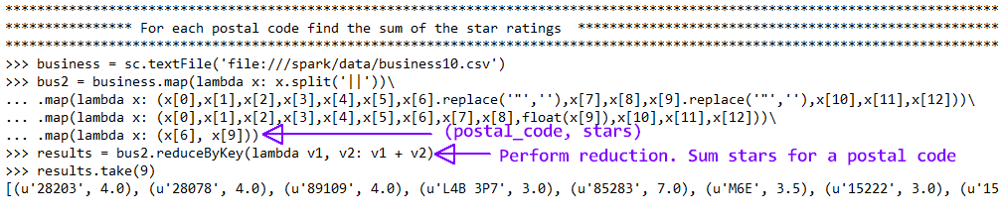 ****************************************************************************************************************************
**************** For each postal code find the sum of the star ratings *****************************************************
****************************************************************************************************************************
>>> business = sc.textFile('file:///spark/data/business10.csv')
>>> bus2 = business.map(lambda x: x.split('||'))\
... .map(lambda x: (x[0],x[1],x[2],x[3],x[4],x[5],x[6].replace('"',''),x[7],x[8],x[9].replace('"',''),x[10],x[11],x[12]))\
... .map(lambda x: (x[0],x[1],x[2],x[3],x[4],x[5],x[6],x[7],x[8],float(x[9]),x[10],x[11],x[12]))\
... .map(lambda x: (x[6], x[9])) (postal_code, stars)
>>> results = bus2.reduceByKey(lambda v1, v2: v1 + v2) Perform reduction. Sum stars for a postal code
>>> results.take(9)
[(u'28203', 4.0), (u'28078', 4.0), (u'89109', 4.0), (u'L4B 3P7', 3.0), (u'85283', 7.0), (u'M6E', 3.5), (u'15222', 3.0), (u'15